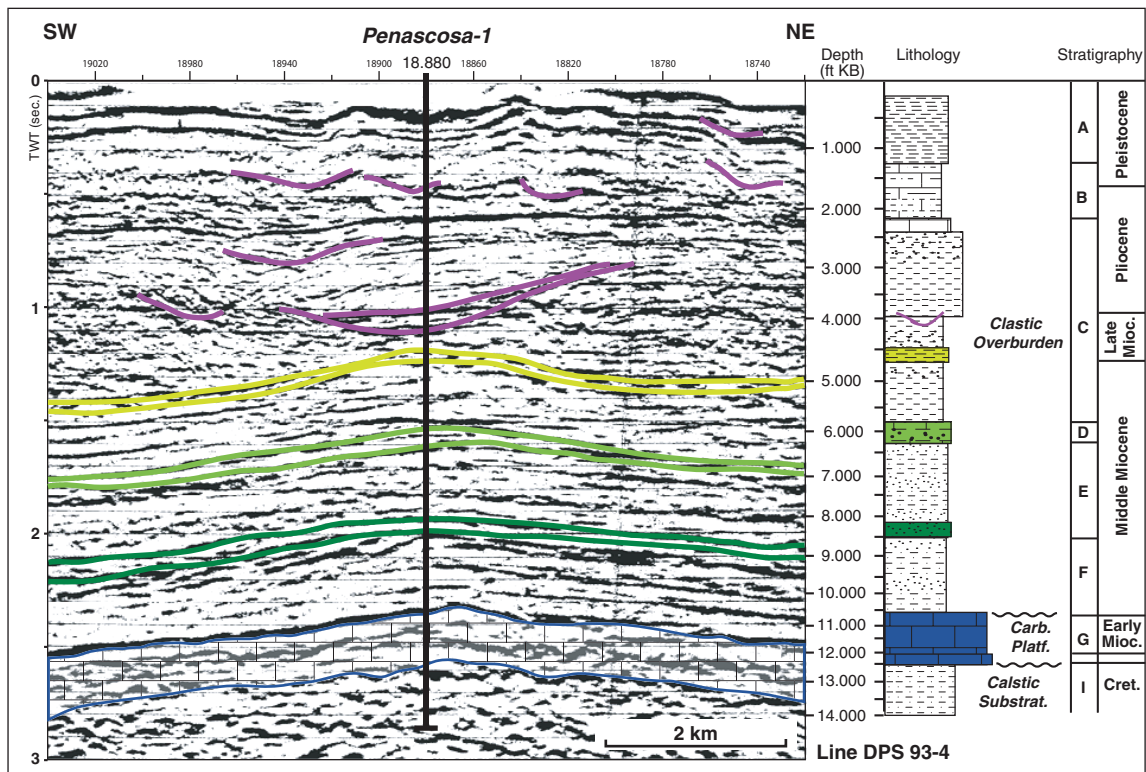 SW
Penascosa-1
NE
19020 18980 18940 18900 18.880 18860 18820 18780 18740
TWT (sec.)
0
1
2
3
2 km
Line DPS 93-4
Depth
(ft KB)
1.000
2.000
3.000
4.000
5.000
6.000
7.000
8.000
9.000
10.000
11.000
12.000
13.000
14.000
Lithology
Clastic
Overburden
Carb.
Platf.
Calstic
Substrat.
Stratigraphy
A
B
C
D
E
F
G
I
Pleistocene
Pliocene
Late
Mioc.
Middle Miocene
Early
Mioc.
Cret.